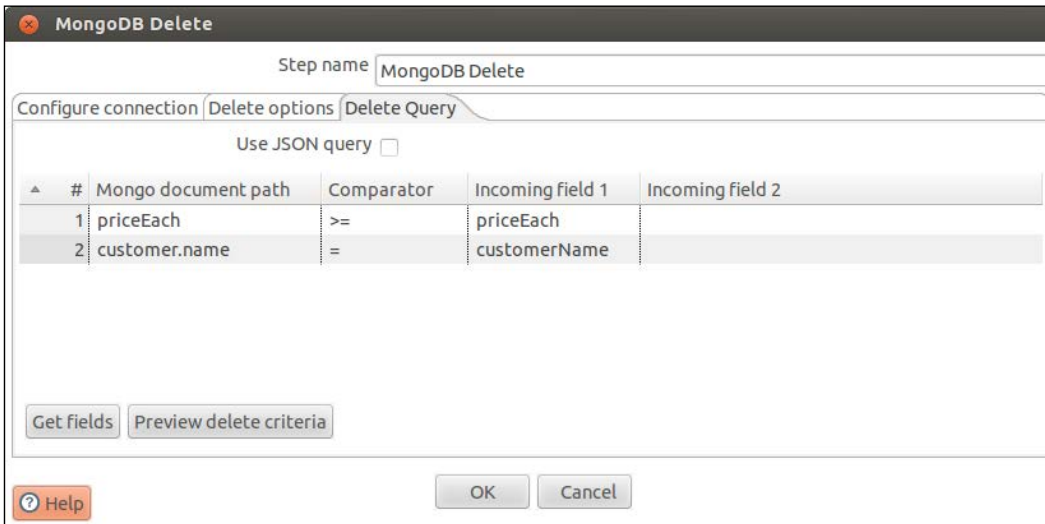 MongoDB Delete
Step name MongoDB Delete
Configure connection Delete options Delete Query
Use JSON query
# Mongo document path Comparator Incoming field 1 Incoming field 2
1 priceEach >= priceEach
2 customer.name = customerName
Get fields Preview delete criteria
? Help OK Cancel